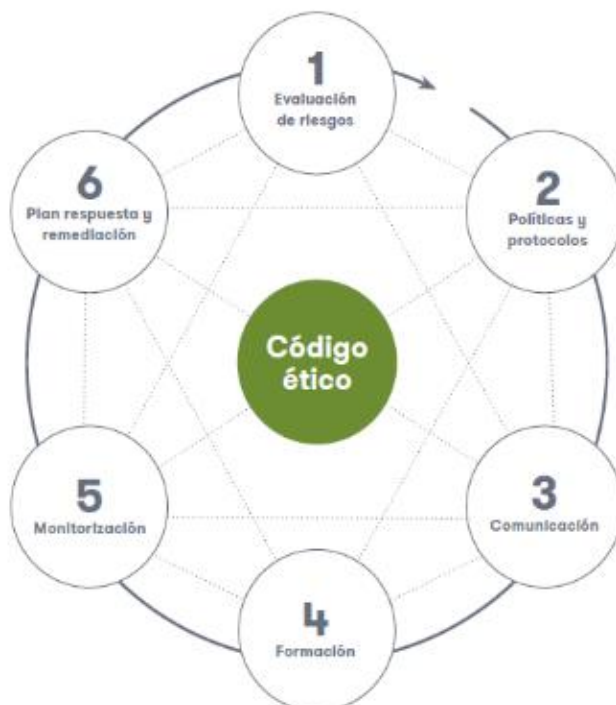 1
Evaluación
de riesgos
2
Políticas y
protocolos
3
Comunicación
4
Formación
5
Monitorización
6
Plan respuesta y
remediación
Código
ético